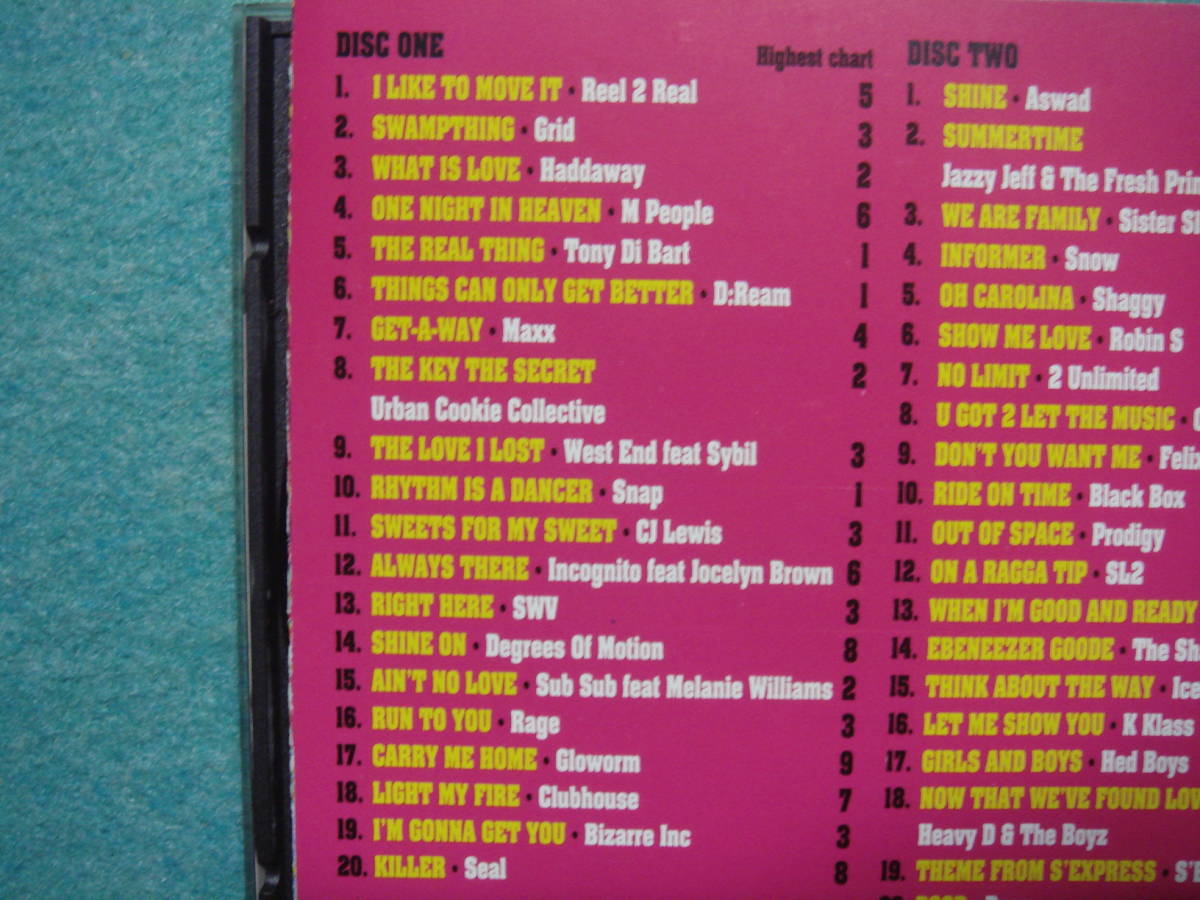 DISC ONE Highest chart
1. I LIKE TO MOVE IT • Reel 2 Real 5
2. SWAMPTHING • Grid 3
3. WHAT IS LOVE • Haddaway 2
4. ONE NIGHT IN HEAVEN • M People 6
5. THE REAL THING • Tony Di Bart 1
6. THINGS CAN ONLY GET BETTER • D:Ream 1
7. GET-A-WAY • Maxx 4
8. THE KEY THE SECRET 2
Urban Cookie Collective
9. THE LOVE I LOST • West End feat Sybil 3
10. RHYTHM IS A DANCER • Snap 1
11. SWEETS FOR MY SWEET • CJ Lewis 3
12. ALWAYS THERE • Incognito feat Jocelyn Brown 6
13. RIGHT HERE • SWV 3
14. SHINE ON • Degrees Of Motion 8
15. AIN'T NO LOVE • Sub Sub feat Melanie Williams 2
16. RUN TO YOU • Rage 3
17. CARRY ME HOME • Gloworm 9
18. LIGHT MY FIRE • Clubhouse 7
19. I'M GONNA GET YOU • Bizarre Inc 3
20. KILLER • Seal 8
DISC TWO
1. SHINE • Aswad
2. SUMMERTIME
Jazzy Jeff & The Fresh Prin
3. WE ARE FAMILY • Sister
4. INFORMER • Snow
5. OH CAROLINA • Shaggy
6. SHOW ME LOVE • Robin S
7. NO LIMIT • 2 Unlimited
8. U GOT 2 LET THE MUSIC •
9. DON'T YOU WANT ME • Felix
10. RIDE ON TIME • Black Box
11. OUT OF SPACE • Prodigy
12. ON A RAGGA TIP • SL2
13. WHEN I'M GOOD AND READY
14. EBENEEZER GOODE • The Sh
15. THINK ABOUT THE WAY • Ice
16. LET ME SHOW YOU • K Klass
17. GIRLS AND BOYS • Hed Boys
18. NOW THAT WE'VE FOUND LOV
Heavy D & The Boyz
19. THEME FROM S'EXPRESS •